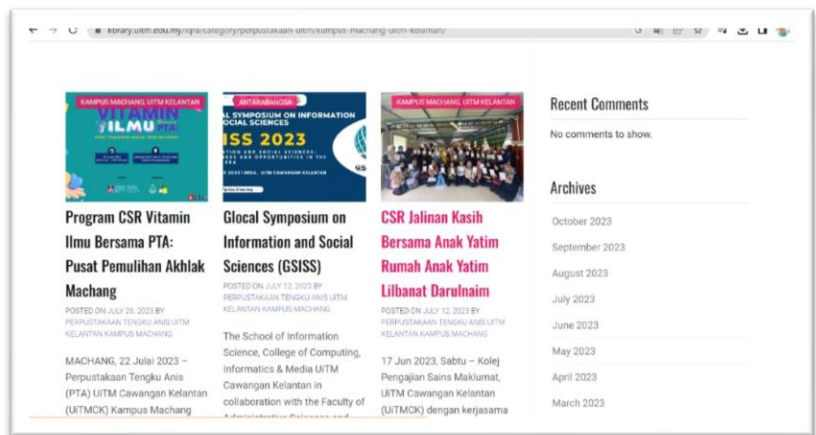 library.uitm.edu.my/iqra/category/perpustakaan-uitm/kampus-machang-uitm-kelantan/
KAMPUS MACHANG, UITM KELANTAN
VITAMIN
ILMU
PTA:
Program CSR Vitamin
Ilmu Bersama PTA:
Pusat Pemulihan Akhlak
Machang
POSTED ON JULY 26, 2023 BY
PERPUSTAKAAN TENGKU ANIS UITM
KELANTAN KAMPUS MACHANG
MACHANG, 22 Julai 2023 –
Perpustakaan Tengku Anis
(PTA) UiTM Cawangan Kelantan
(UiTMCK) Kampus Machang
ANTARABANGSA
AL SYMPOSIUM ON INFORMATION
OCIAL SCIENCES
ISS 2023
Glocal Symposium on
Information and Social
Sciences (GSISS)
POSTED ON JULY 12, 2023 BY
PERPUSTAKAAN TENGKU ANIS UITM
KELANTAN KAMPUS MACHANG
The School of Information
Science, College of Computing,
Informatics & Media UiTM
Cawangan Kelantan in
collaboration with the Faculty of
Administrative Sciences and
KAMPUS MACHANG, UITM KELANTAN
CSR Jalinan Kasih
Bersama Anak Yatim
Rumah Anak Yatim
Lilbanat Darulnaim
POSTED ON JULY 12, 2023 BY
PERPUSTAKAAN TENGKU ANIS UITM
KELANTAN KAMPUS MACHANG
17 Jun 2023, Sabtu – Kolej
Pengajian Sains Maklumat,
UiTM Cawangan Kelantan
(UiTMCK) dengan kerjasama
Recent Comments
No comments to show.
Archives
October 2023
September 2023
August 2023
July 2023
June 2023
May 2023
April 2023
March 2023